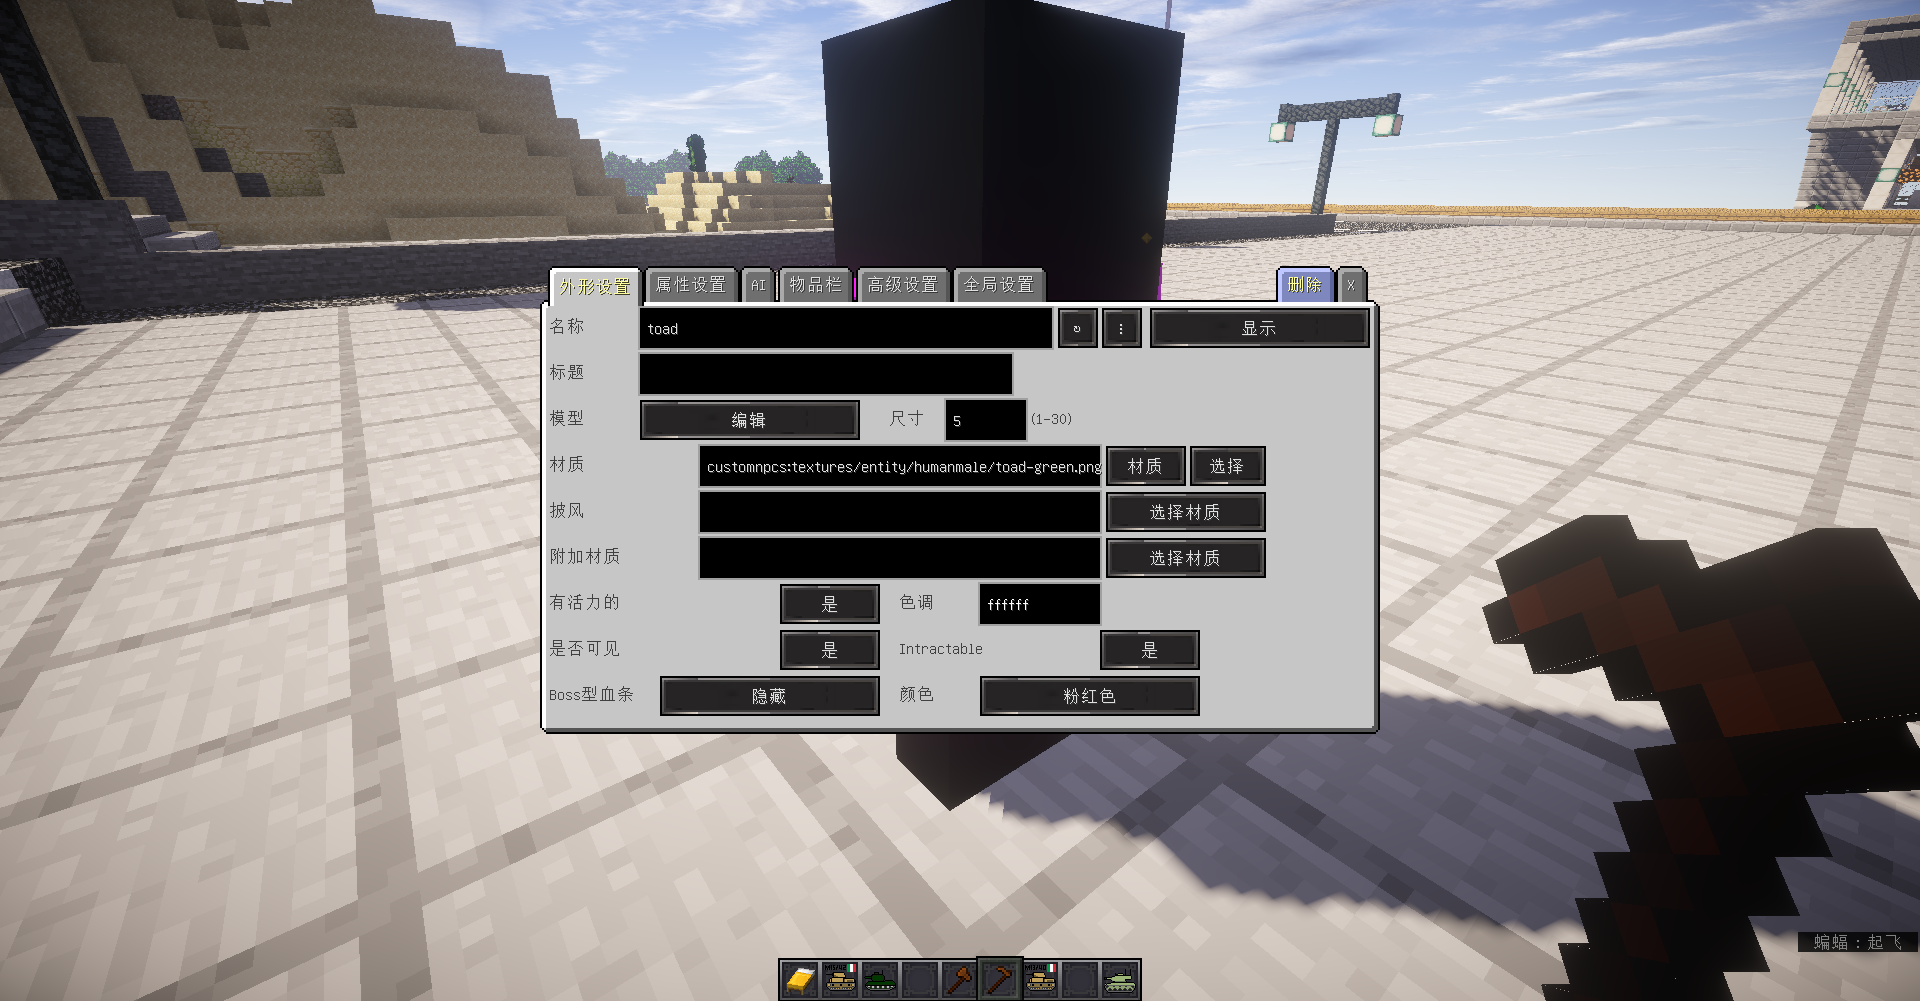 外形设置 属性设置 AI 物品栏 高级设置 全局设置 删除 X
名称 toad ↻ ⋮ 显示
标题
模型 编辑 尺寸 5 (1-30)
材质 customnpcs:textures/entity/humanmale/toad-green.png 材质 选择
披风 选择材质
附加材质 选择材质
有活力的 是 色调 ffffff
是否可见 是 Intractable 是
Boss型血条 隐藏 颜色 粉红色
蝙蝠：起飞